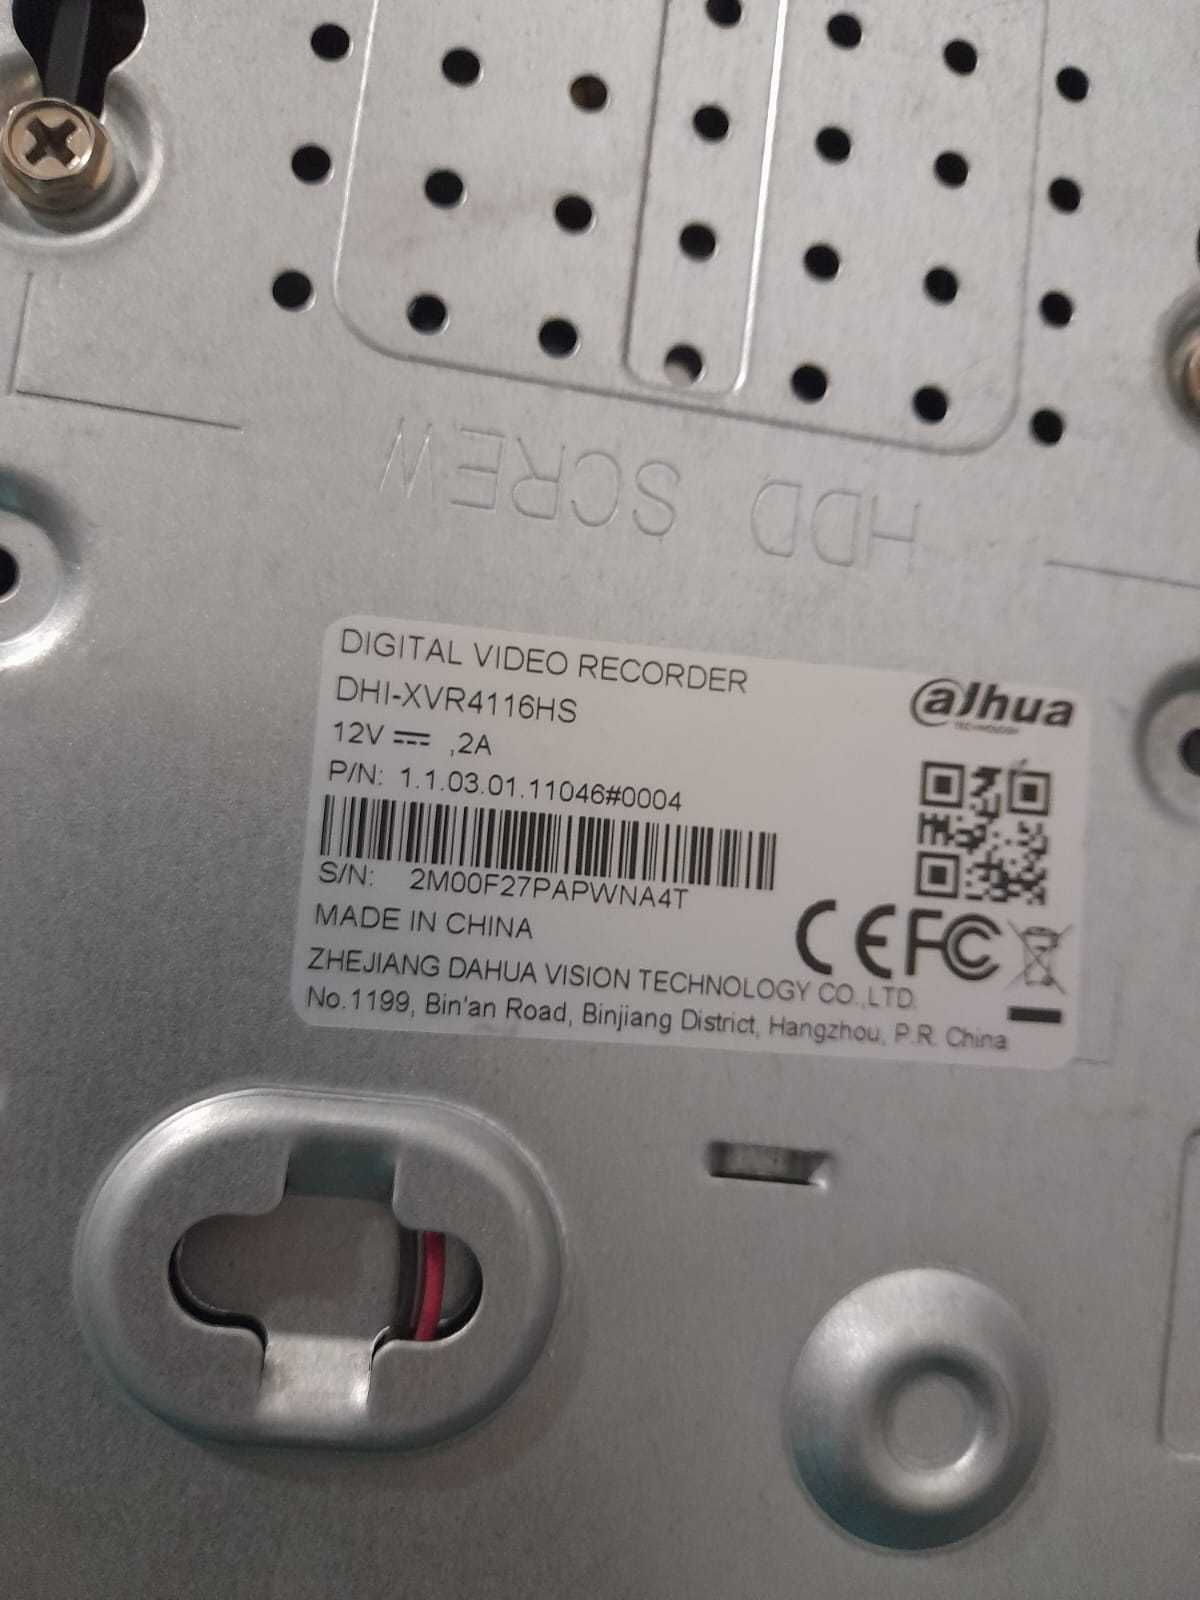 HDD SCREW
DIGITAL VIDEO RECORDER
alhua
TECHNOLOGY
DHI-XVR4116HS
12V ⎓ ,2A
P/N: 1.1.03.01.11046#0004
S/N: 2M00F27PAPWNA4T
MADE IN CHINA
CE FC
ZHEJIANG DAHUA VISION TECHNOLOGY CO.,LTD.
No.1199, Bin'an Road, Binjiang District, Hangzhou, P.R. China